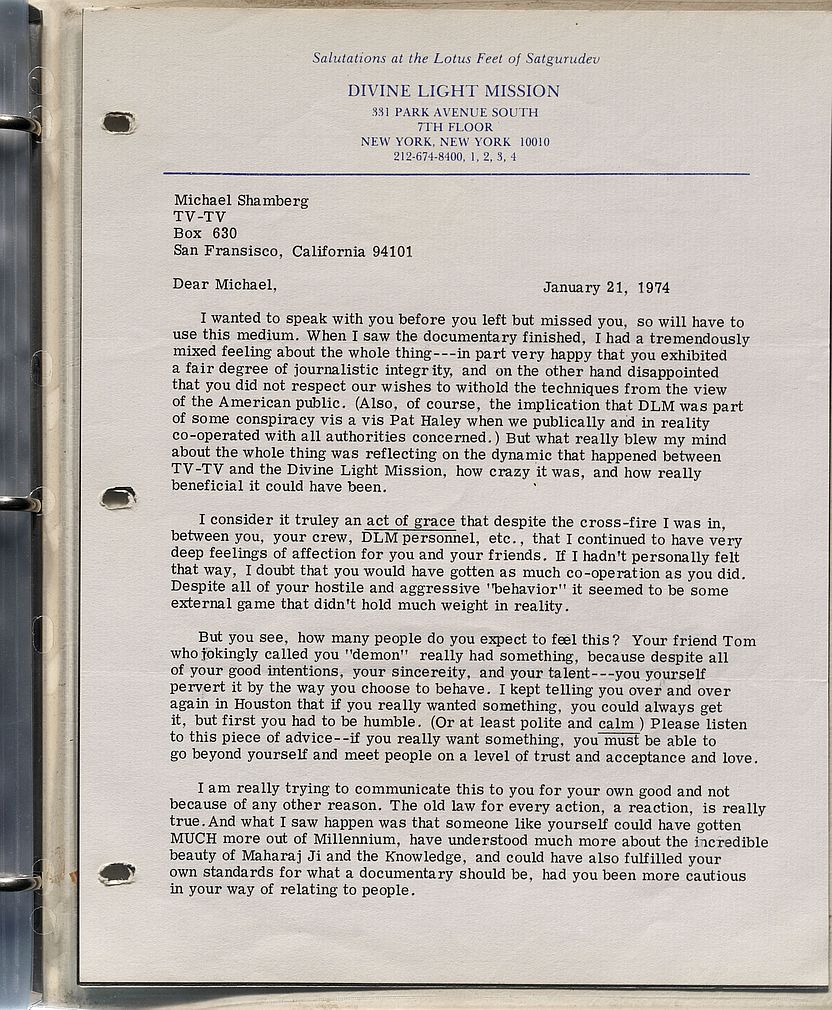 Salutations at the Lotus Feet of Satgurudev
DIVINE LIGHT MISSION
331 PARK AVENUE SOUTH
7TH FLOOR
NEW YORK, NEW YORK 10010
212-674-8400, 1, 2, 3, 4
Michael Shamberg
TV-TV
Box 630
San Fransisco, California 94101
Dear Michael, January 21, 1974
I wanted to speak with you before you left but missed you, so will have to
use this medium. When I saw the documentary finished, I had a tremendously
mixed feeling about the whole thing---in part very happy that you exhibited
a fair degree of journalistic integrity, and on the other hand disappointed
that you did not respect our wishes to withold the techniques from the view
of the American public. (Also, of course, the implication that DLM was part
of some conspiracy vis a vis Pat Haley when we publically and in reality
co-operated with all authorities concerned.) But what really blew my mind
about the whole thing was reflecting on the dynamic that happened between
TV-TV and the Divine Light Mission, how crazy it was, and how really
beneficial it could have been.
I consider it truley an act of grace that despite the cross-fire I was in,
between you, your crew, DLM personnel, etc., that I continued to have very
deep feelings of affection for you and your friends. If I hadn't personally felt
that way, I doubt that you would have gotten as much co-operation as you did.
Despite all of your hostile and aggressive "behavior" it seemed to be some
external game that didn't hold much weight in reality.
But you see, how many people do you expect to feel this? Your friend Tom
who jokingly called you "demon" really had something, because despite all
of your good intentions, your sincereity, and your talent---you yourself
pervert it by the way you choose to behave. I kept telling you over and over
again in Houston that if you really wanted something, you could always get
it, but first you had to be humble. (Or at least polite and calm ) Please listen
to this piece of advice--if you really want something, you must be able to
go beyond yourself and meet people on a level of trust and acceptance and love.
I am really trying to communicate this to you for your own good and not
because of any other reason. The old law for every action, a reaction, is really
true. And what I saw happen was that someone like yourself could have gotten
MUCH more out of Millennium, have understood much more about the incredible
beauty of Maharaj Ji and the Knowledge, and could have also fulfilled your
own standards for what a documentary should be, had you been more cautious
in your way of relating to people.